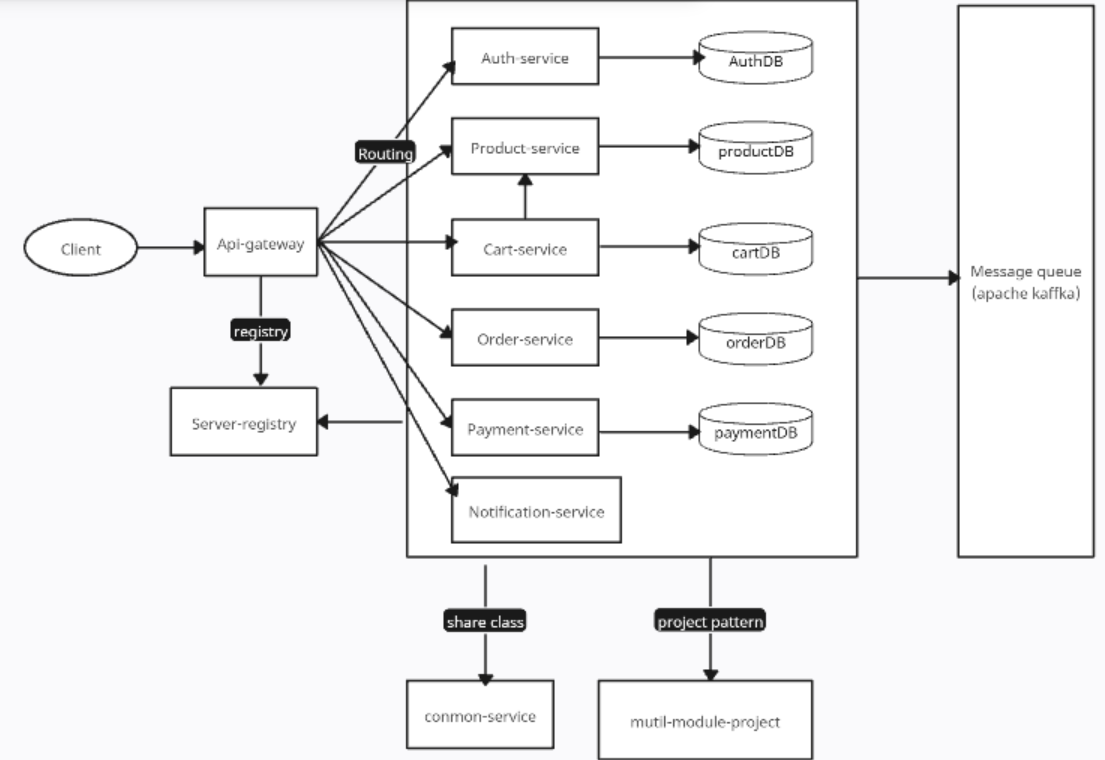 Auth-service
AuthDB
Routing
Product-service
productDB
Client
Api-gateway
Cart-service
cartDB
Message queue
(apache kaffka)
registry
Order-service
orderDB
Server-registry
Payment-service
paymentDB
Notification-service
share class
project pattern
conmon-service
mutil-module-project